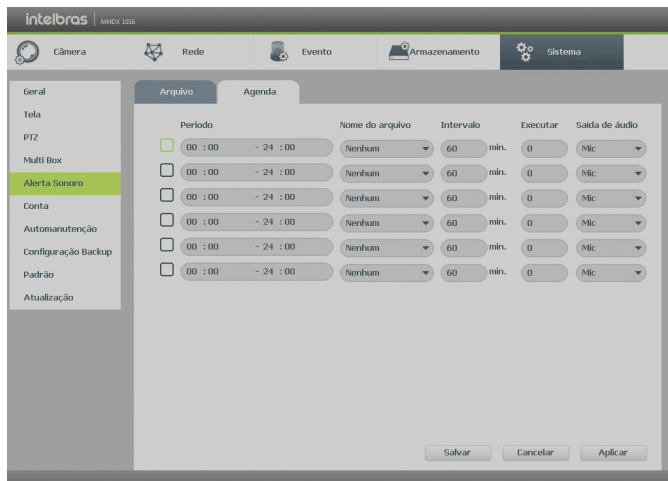 intelbras | MHDX 1016
Câmera Rede Evento Armazenamento Sistema
Geral
Tela
PTZ
Multi Box
Alerta Sonoro
Conta
Automanutenção
Configuração Backup
Padrão
Atualização
Arquivo Agenda
Período Nome do arquivo Intervalo Executar Saída de áudio
00 : 00 - 24 : 00 Nenhum 60 min. 0 Mic
00 : 00 - 24 : 00 Nenhum 60 min. 0 Mic
00 : 00 - 24 : 00 Nenhum 60 min. 0 Mic
00 : 00 - 24 : 00 Nenhum 60 min. 0 Mic
00 : 00 - 24 : 00 Nenhum 60 min. 0 Mic
00 : 00 - 24 : 00 Nenhum 60 min. 0 Mic
Salvar Cancelar Aplicar